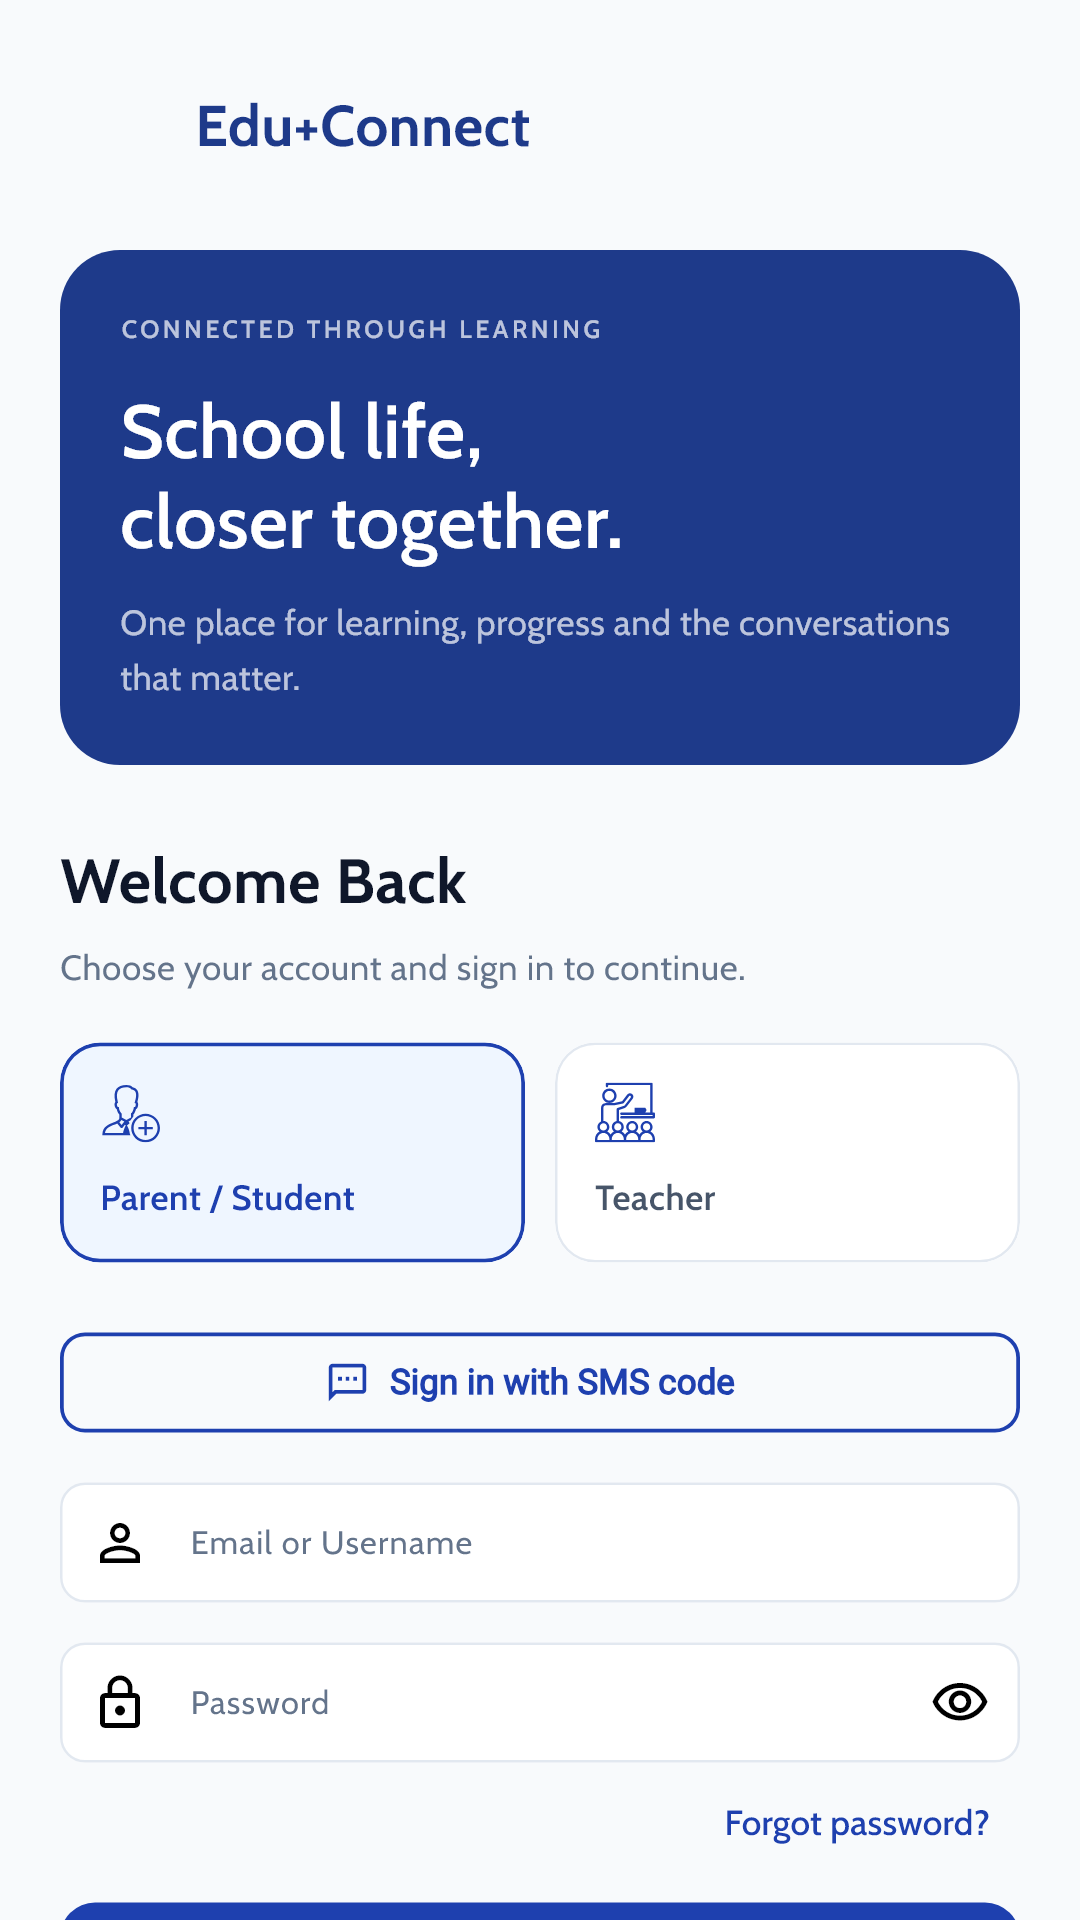 Edu+Connect
CONNECTED THROUGH LEARNING
School life,
closer together.
One place for learning, progress and the conversations
that matter.
Welcome Back
Choose your account and sign in to continue.
Parent / Student
Teacher
Sign in with SMS code
Email or Username
Password
Forgot password?